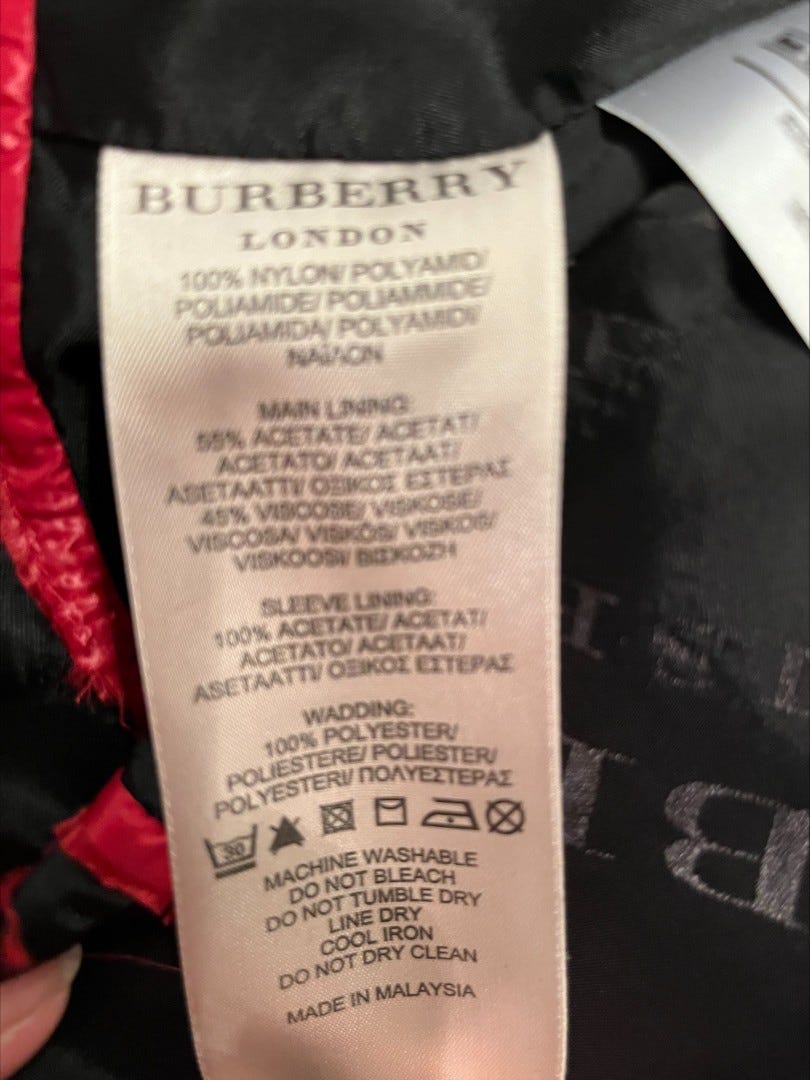 BURBERRY
LONDON
100% NYLON/ POLYAMID/
POLIAMIDE/ POLIAMMIDE/
POLIAMIDA/ POLYAMIDI/
ΝΑΪΛΟΝ
MAIN LINING:
55% ACETATE/ ACETAT/
ACETATO/ ACETAAT/
ASETAATTI/ ΟΞΙΚΟΣ ΕΣΤΕΡΑΣ
45% VISCOSE/ VISKOSE/
VISCOSA/ VISKOS/ VISKOS/
VISKOOSI/ ΒΙΣΚΟΖΗ
SLEEVE LINING:
100% ACETATE/ ACETAT/
ACETATO/ ACETAAT/
ASETAATTI/ ΟΞΙΚΟΣ ΕΣΤΕΡΑΣ
WADDING:
100% POLYESTER/
POLIESTERE/ POLIESTER/
POLYESTERI/ ΠΟΛΥΕΣΤΕΡΑΣ
30
MACHINE WASHABLE
DO NOT BLEACH
DO NOT TUMBLE DRY
LINE DRY
COOL IRON
DO NOT DRY CLEAN
MADE IN MALAYSIA